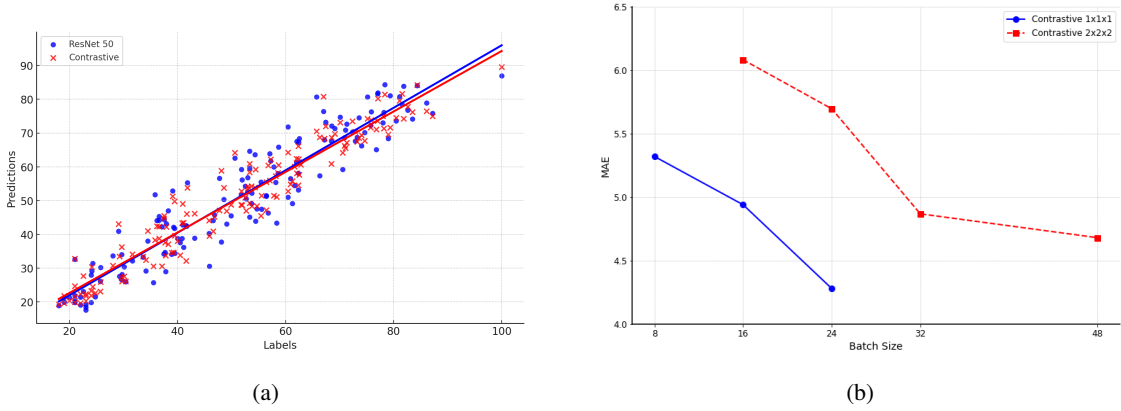 ResNet 50
Contrastive
Predictions
90
80
70
60
50
40
30
20
20
40
60
80
100
Labels
(a)
Contrastive 1x1x1
Contrastive 2x2x2
MAE
6.5
6.0
5.5
5.0
4.5
4.0
8
16
24
32
48
Batch Size
(b)